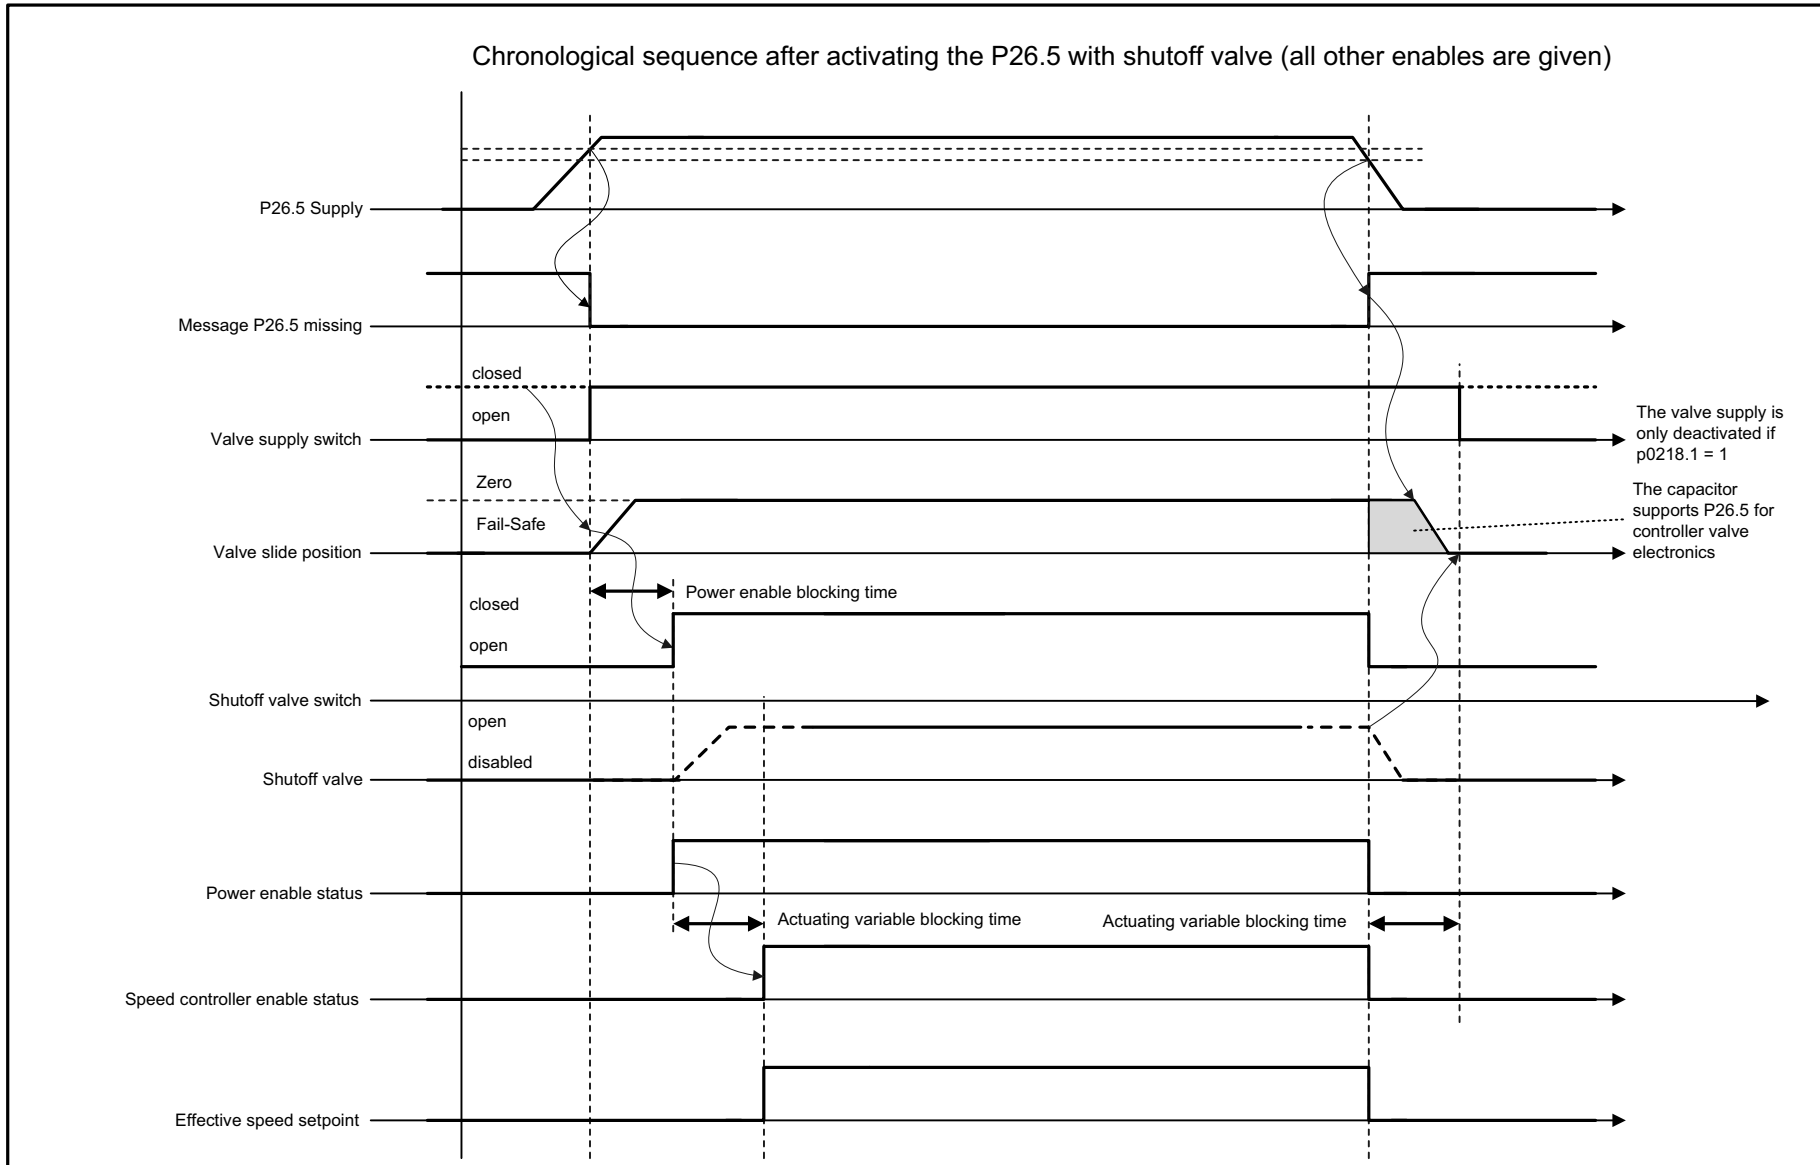 Chronological sequence after activating the P26.5 with shutoff valve (all other enables are given)
P26.5 Supply
Message P26.5 missing
closed
open
Valve supply switch
The valve supply is
only deactivated if
p0218.1 = 1
Zero
Fail-Safe
Valve slide position
The capacitor
supports P26.5 for
controller valve
electronics
Power enable blocking time
closed
open
Shutoff valve switch
open
disabled
Shutoff valve
Power enable status
Actuating variable blocking time
Actuating variable blocking time
Speed controller enable status
Effective speed setpoint